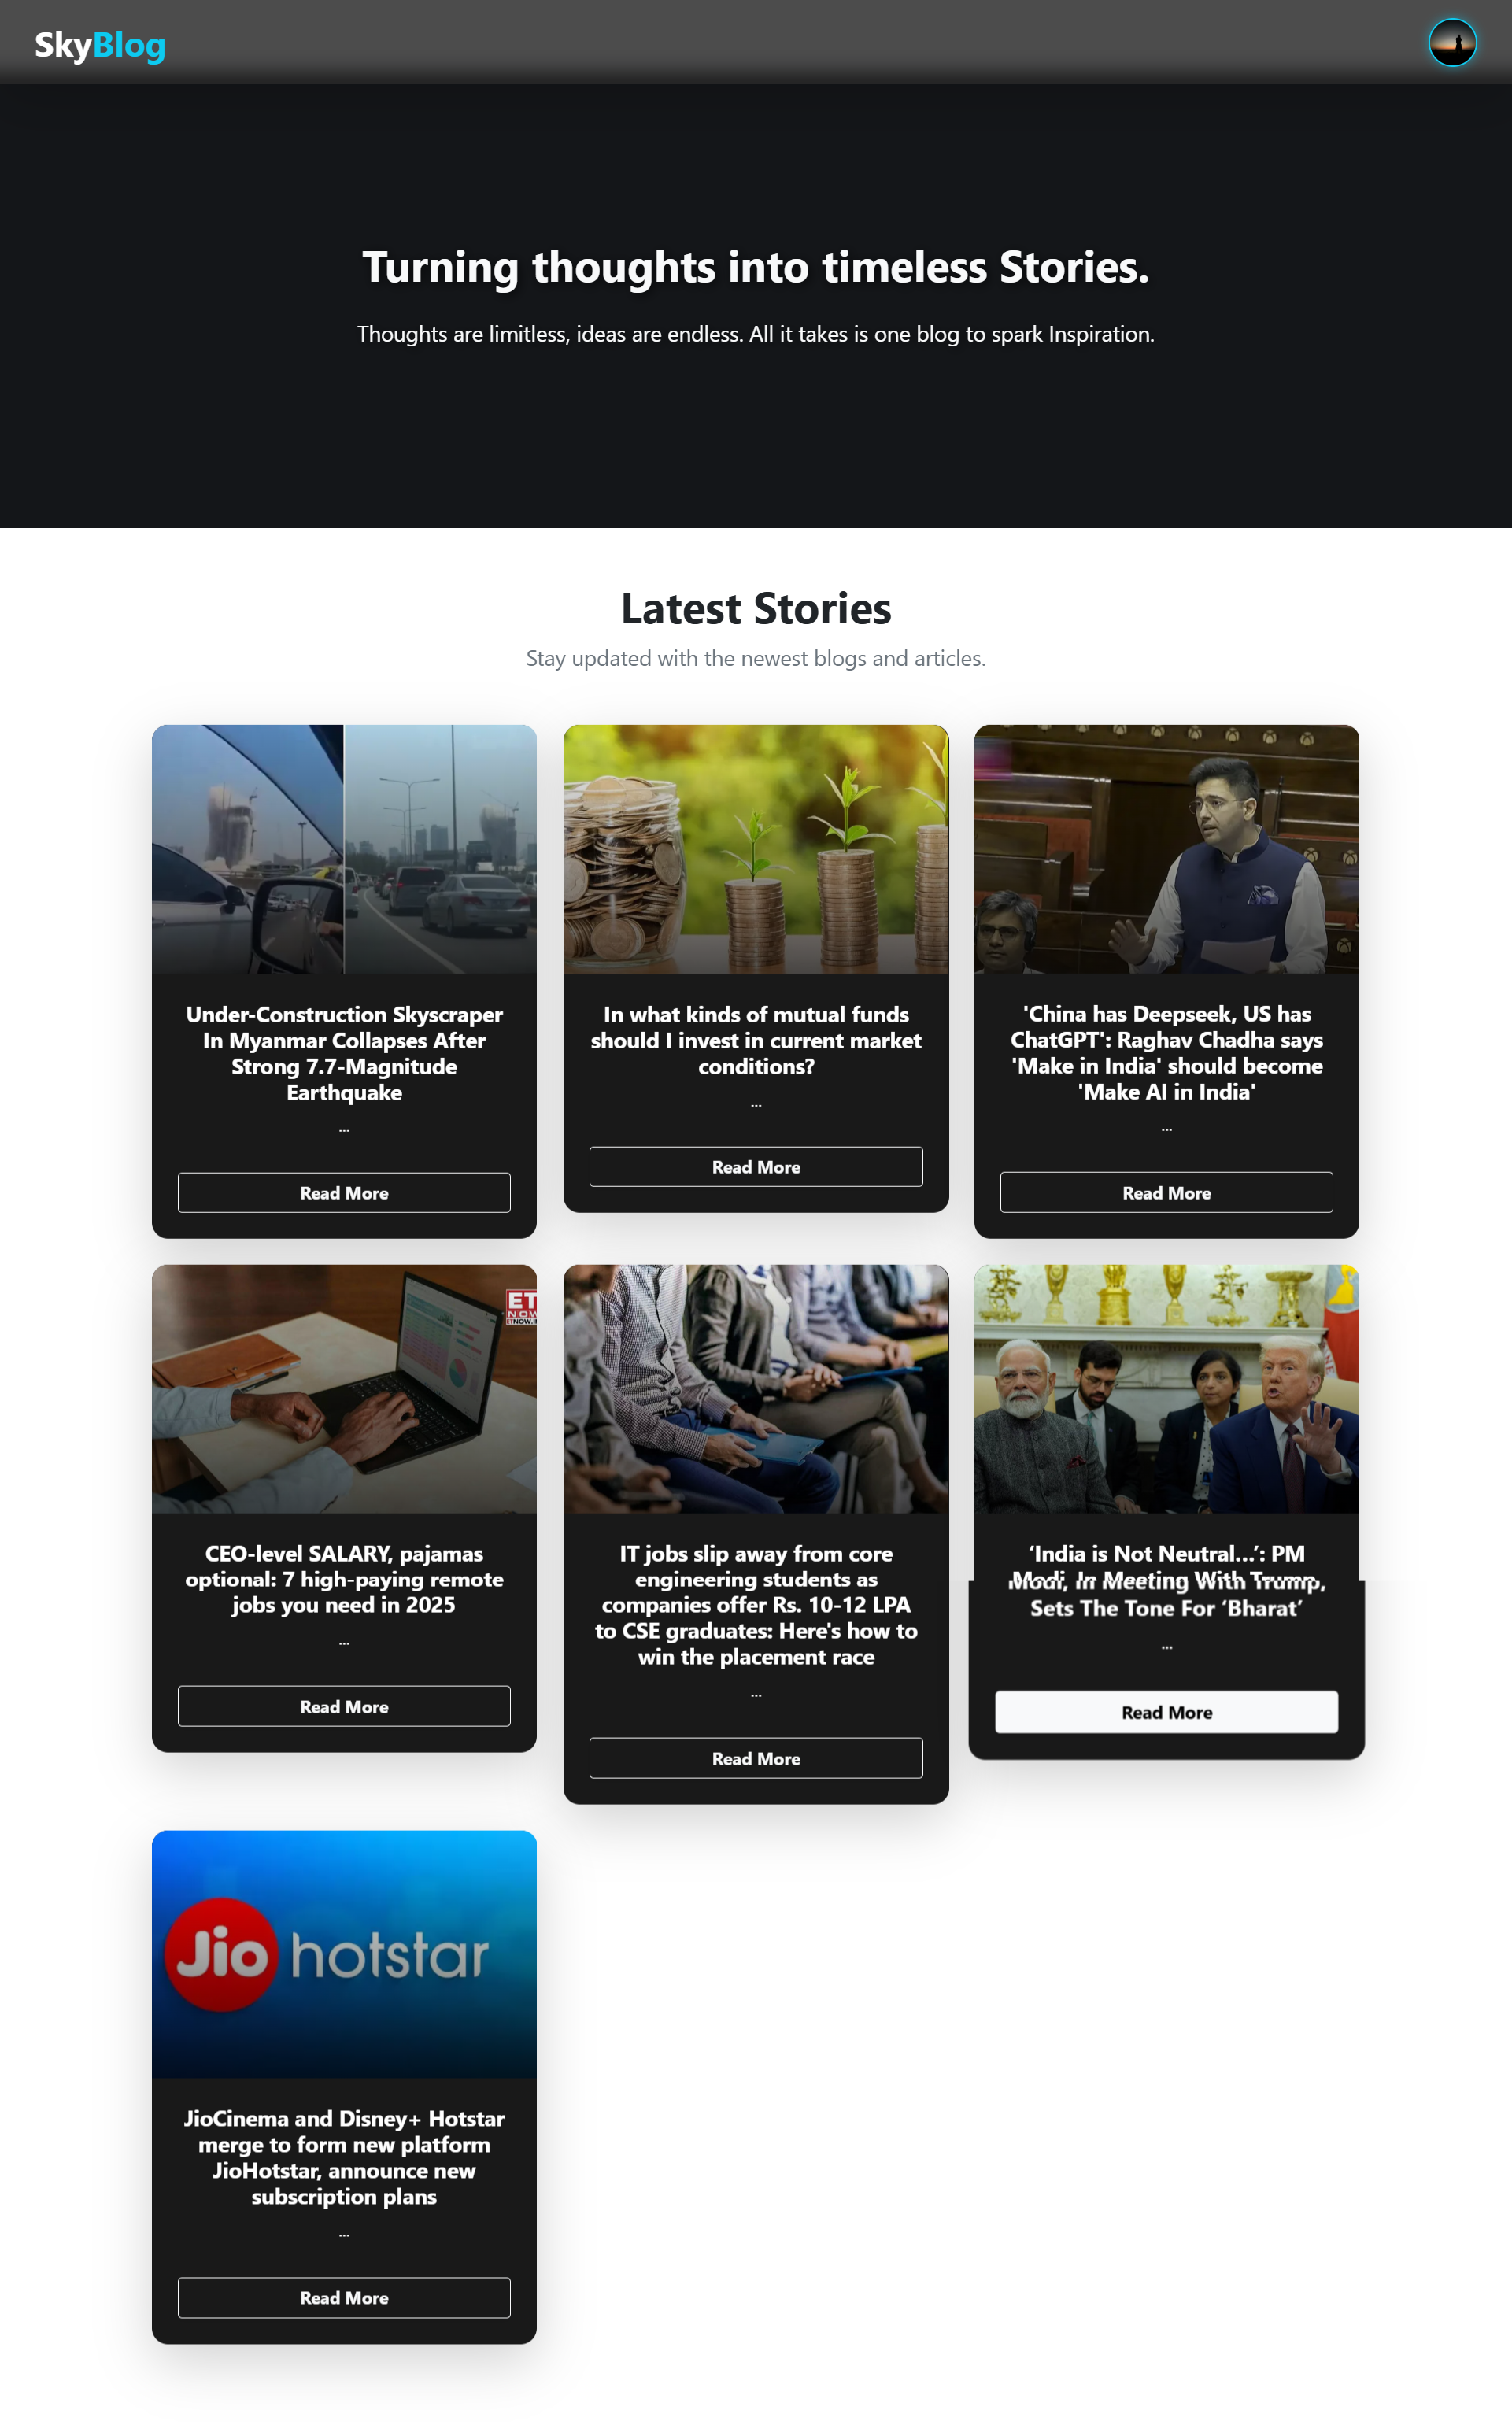 SkyBlog
Turning thoughts into timeless Stories.
Thoughts are limitless, ideas are endless. All it takes is one blog to spark Inspiration.
Latest Stories
Stay updated with the newest blogs and articles.
Under-Construction Skyscraper
In Myanmar Collapses After
Strong 7.7-Magnitude
Earthquake
...
Read More
In what kinds of mutual funds
should I invest in current market
conditions?
...
Read More
'China has Deepseek, US has
ChatGPT': Raghav Chadha says
'Make in India' should become
'Make AI in India'
...
Read More
ET
NOW
ETNOW.IN
CEO-level SALARY, pajamas
optional: 7 high-paying remote
jobs you need in 2025
...
Read More
IT jobs slip away from core
engineering students as
companies offer Rs. 10-12 LPA
to CSE graduates: Here's how to
win the placement race
...
Read More
‘India is Not Neutral...’: PM
Modi, In Meeting With Trump,
Sets The Tone For ‘Bharat’
...
Read More
Jio hotstar
JioCinema and Disney+ Hotstar
merge to form new platform
JioHotstar, announce new
subscription plans
...
Read More